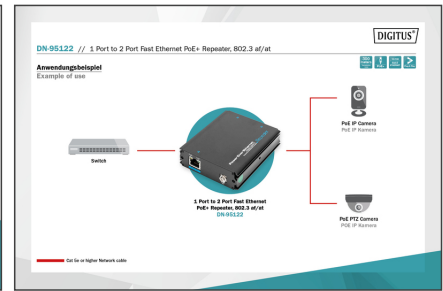 DIGITUS®
DN-95122 // 1 Port to 2 Port Fast Ethernet PoE+ Repeater, 802.3 af/at
Anwendungsbeispiel
Example of use
PoE IP Camera
PoE IP Kamera
Switch
1 Port to 2 Port Fast Ethernet
PoE+ Repeater, 802.3 af/at
DN-95122
PoE PTZ Camera
POE IP Kamera
Cat 5e or higher Network cable